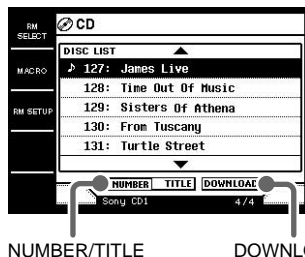 RM
SELECT
CD
DISC LIST
MACRO
♪ 127: James Live
128: Time Out Of Music
RM SETUP
129: Sisters Of Athena
130: From Tuscany
131: Turtle Street
NUMBER TITLE DOWNLOAD
Sony CD1 4/4
NUMBER/TITLE DOWNLO